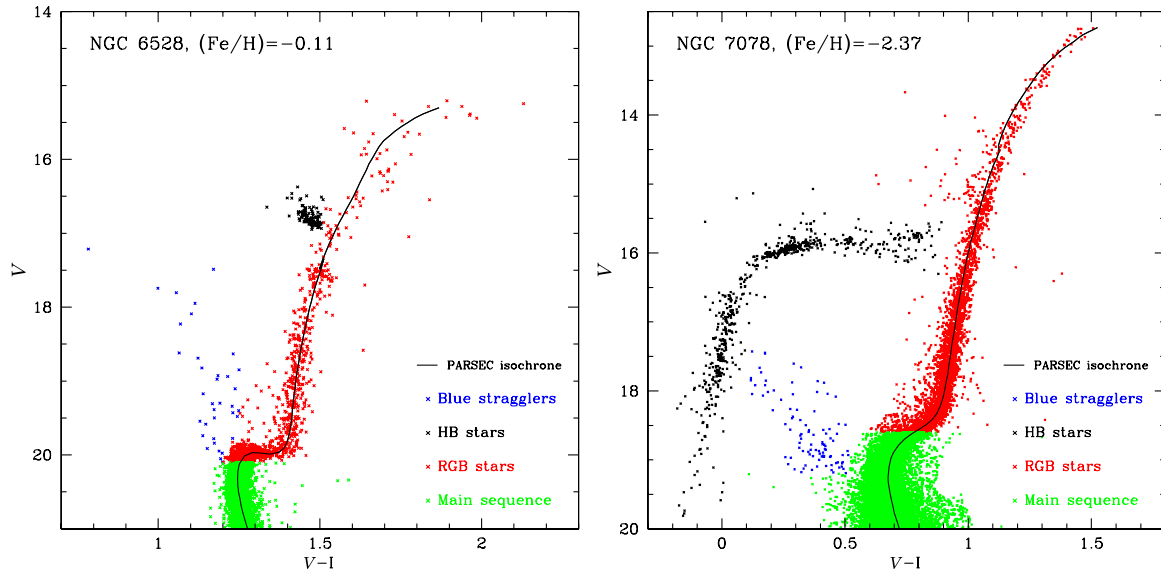 NGC 6528, (Fe/H)=−0.11
14
16
18
20
V
1
1.5
2
V−I
PARSEC isochrone
Blue stragglers
HB stars
RGB stars
Main sequence
NGC 7078, (Fe/H)=−2.37
14
16
18
20
V
0
0.5
1
1.5
V−I
PARSEC isochrone
Blue stragglers
HB stars
RGB stars
Main sequence